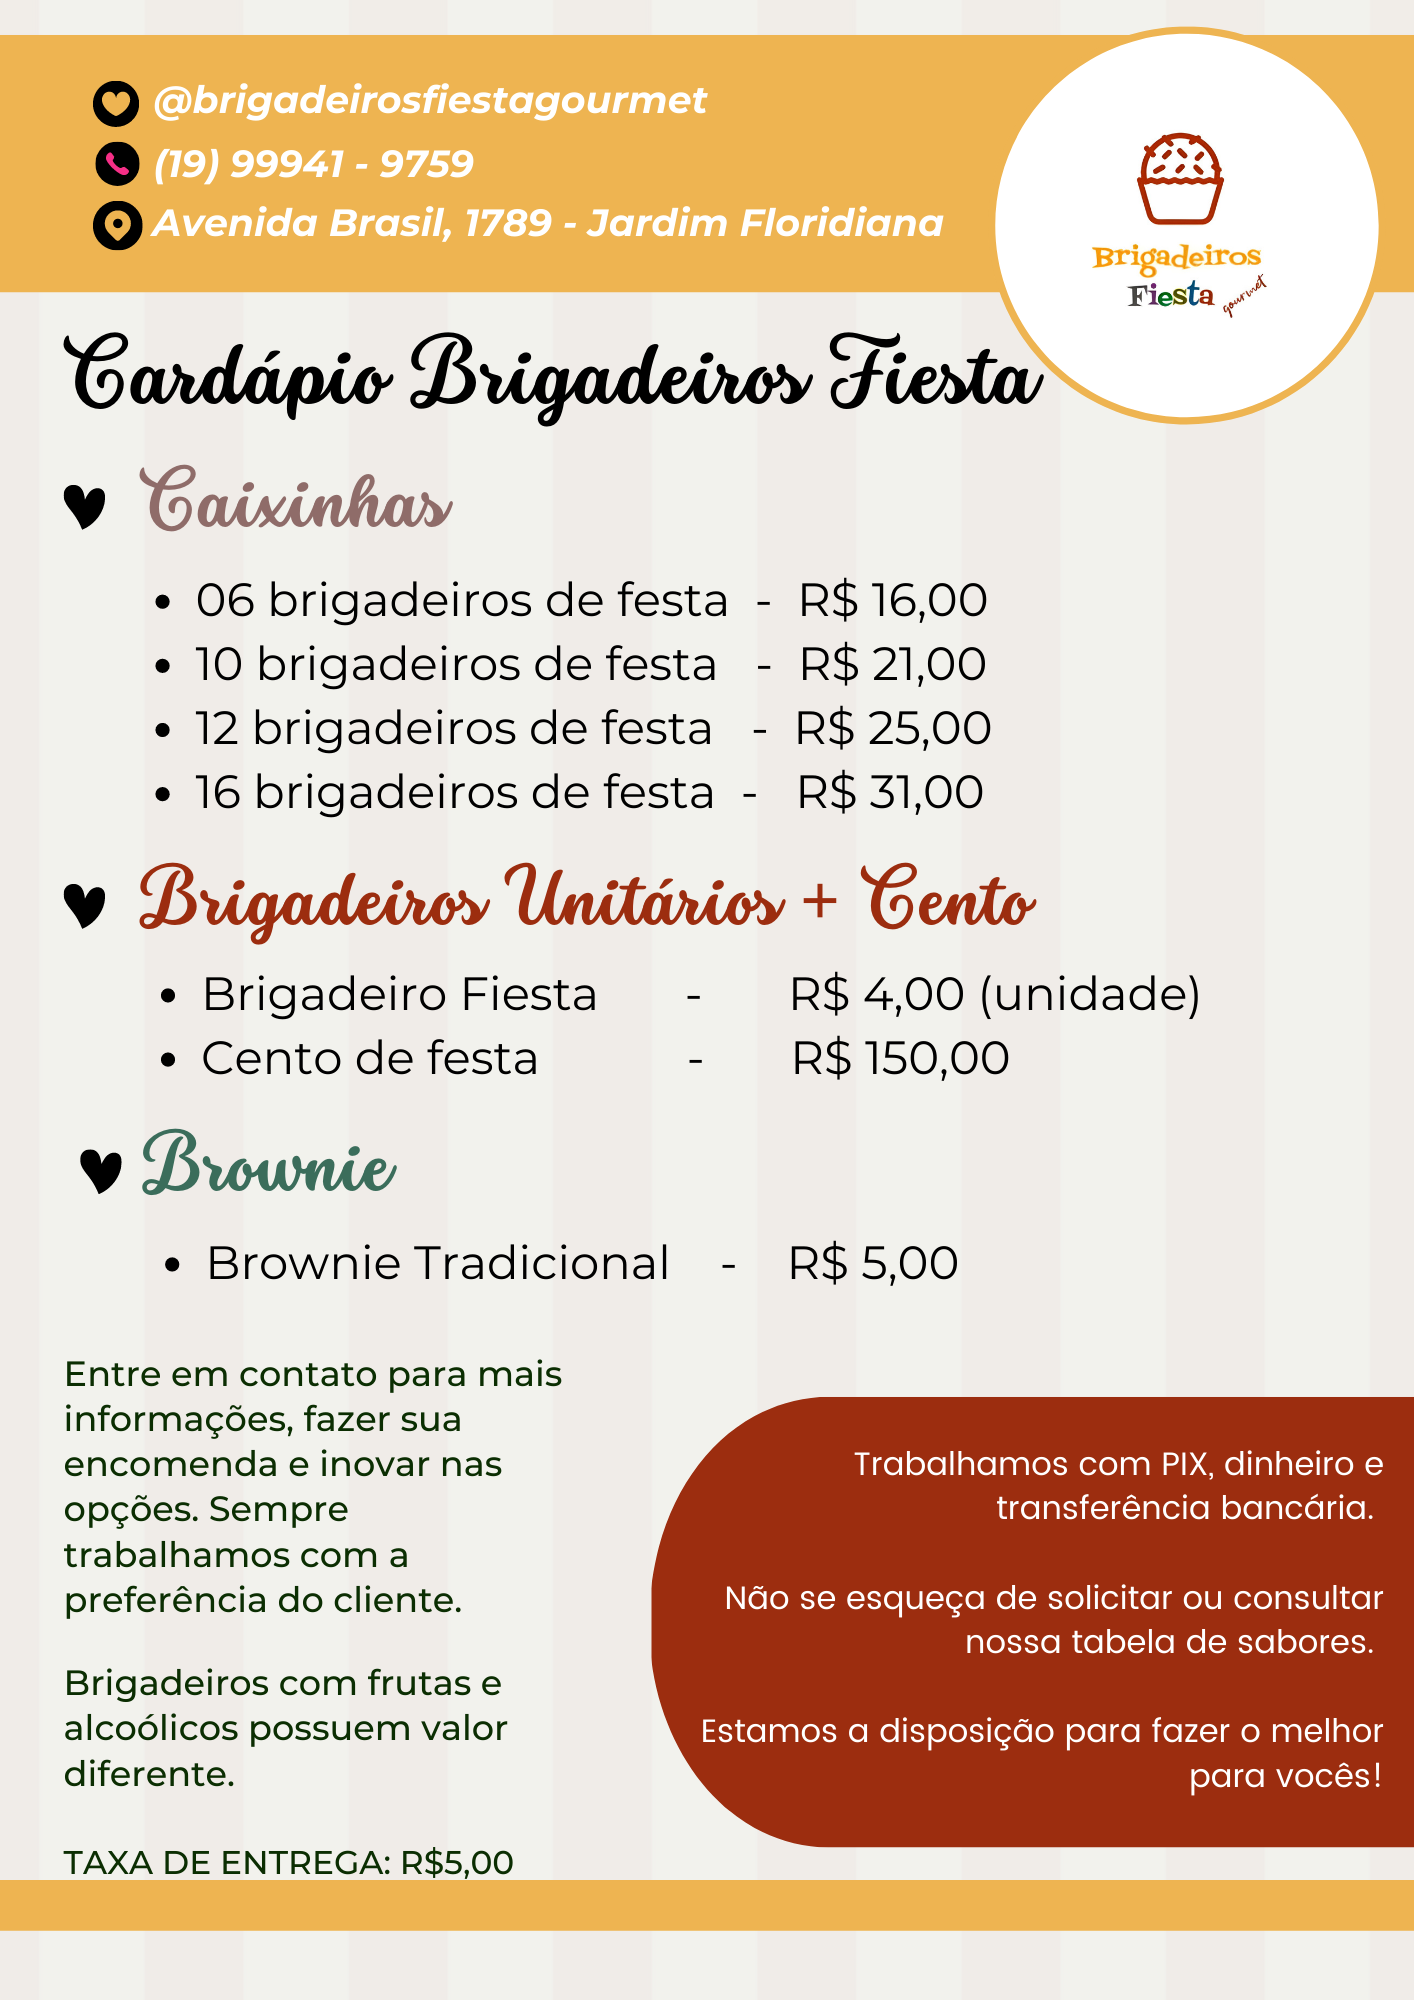 @brigadeirosfiestagourmet
(19) 99941 - 9759
Avenida Brasil, 1789 - Jardim Floridiana
Brigadeiros
Fiesta gourmet
Cardápio Brigadeiros Fiesta
Caixinhas
06 brigadeiros de festa - R$ 16,00
10 brigadeiros de festa - R$ 21,00
12 brigadeiros de festa - R$ 25,00
16 brigadeiros de festa - R$ 31,00
Brigadeiros Unitários + Cento
Brigadeiro Fiesta - R$ 4,00 (unidade)
Cento de festa - R$ 150,00
Brownie
Brownie Tradicional - R$ 5,00
Entre em contato para mais
informações, fazer sua
encomenda e inovar nas
opções. Sempre
trabalhamos com a
preferência do cliente.
Brigadeiros com frutas e
alcoólicos possuem valor
diferente.
TAXA DE ENTREGA: R$5,00
Trabalhamos com PIX, dinheiro e
transferência bancária.
Não se esqueça de solicitar ou consultar
nossa tabela de sabores.
Estamos a disposição para fazer o melhor
para vocês!